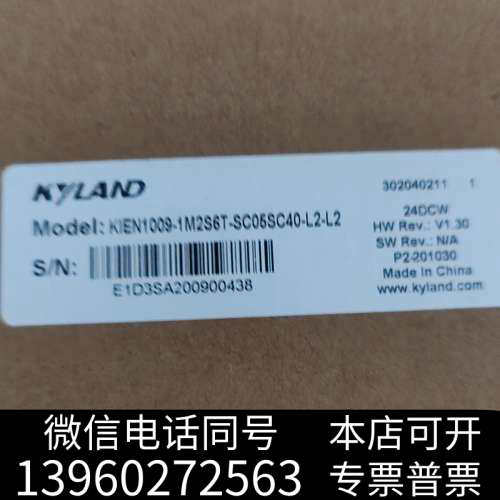 KYLAND
302040211 1
Model: KIEN1009-1M2S6T-SC05SC40-L2-L2
24DCW
HW Rev.: V1.30
S/N:
SW Rev.: N/A
P2-201030
E1D3SA200900438
Made in China
www.kyland.com
微信电话同号
本店可开
13960272563
专票普票